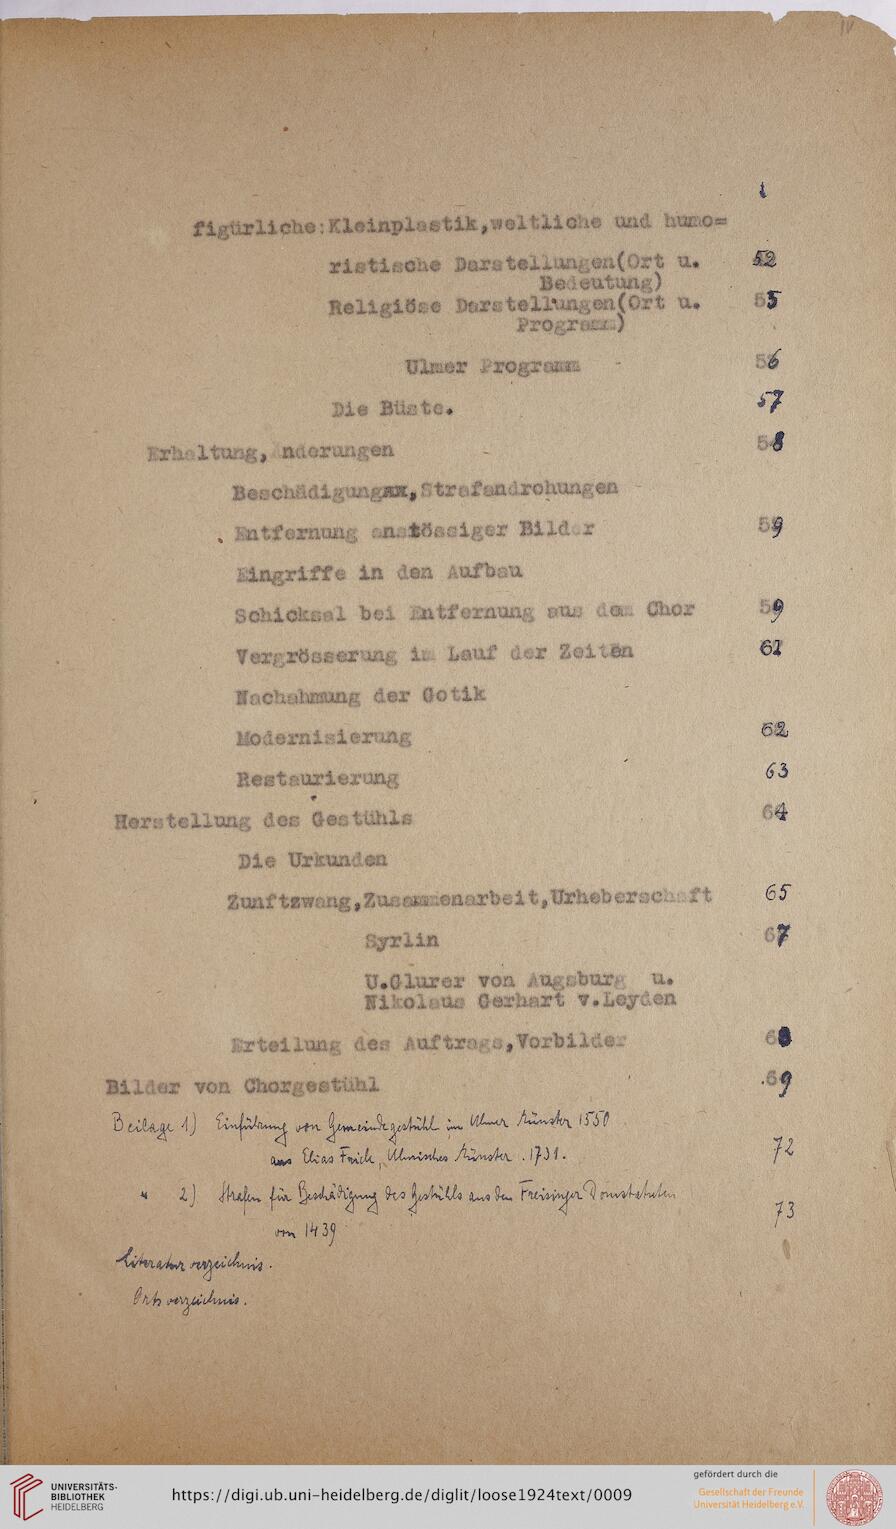 IV
figürliche:Kleinplastik,weltliche und humo=
ristische Darstellungen(Ort u. 52
Bedeutung)
Religiöse Darstellungen(Ort u. 55
Programm)
Ulmer Programm 56
Die Büste. 57
Erhaltung,Änderungen 58
Beschädigungxx,Strafandrohungen
Entfernung anstössiger Bilder 59
Eingriffe in den Aufbau
Schicksal bei Entfernung aus dem Chor 59
Vergrösserung im Lauf der Zeiten 61
Nachahmung der Gotik
Modernisierung 62
Restaurierung 63
Herstellung des Gestühls 64
Die Urkunden
Zunftzwang,Zusammenarbeit,Urheberschaft 65
Syrlin 67
U.Glurer von Augsburg u.
Nikolaus Gerhart v.Leyden
Erteilung des Auftrags,Vorbilder 68
Bilder von Chorgestühl 69
Beilage 1) Einführung von Gemeindegestühl im Ulmer Münster 1550
aus Elias Frick, Ulmisches Münster. 1731. 72
" 2) Strafen für Beschädigung des Gestühls aus den Freisinger Domstatuten
von 1439 73
Literaturverzeichnis.
Ortsverzeichnis.
UNIVERSITÄTS-
BIBLIOTHEK
HEIDELBERG
https://digi.ub.uni-heidelberg.de/diglit/loose1924text/0009
gefördert durch die
Gesellschaft der Freunde
Universität Heidelberg e.V.